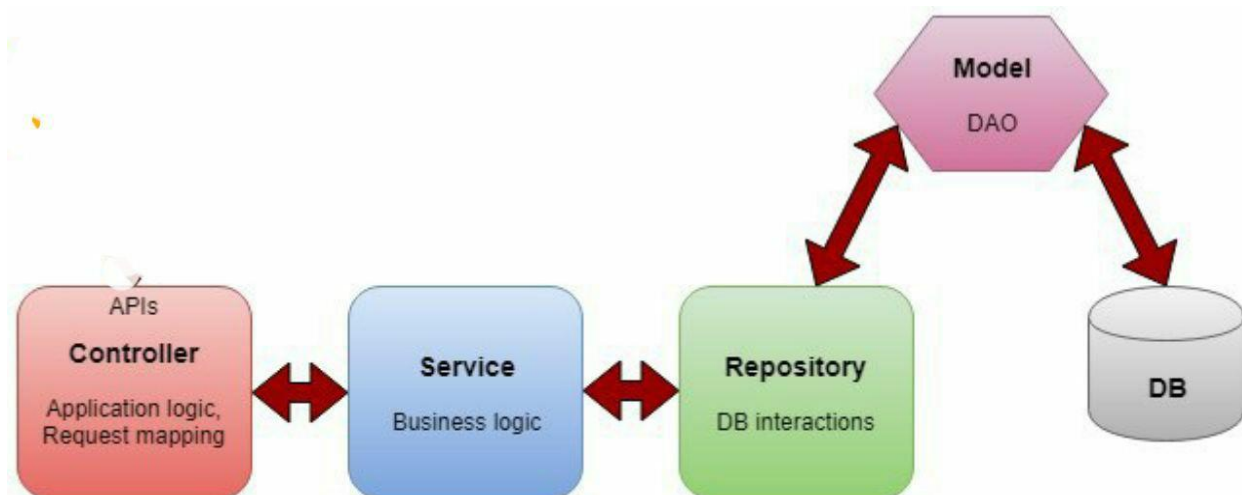 Model
DAO
APIs
Controller
Application logic,
Request mapping
Service
Business logic
Repository
DB interactions
DB